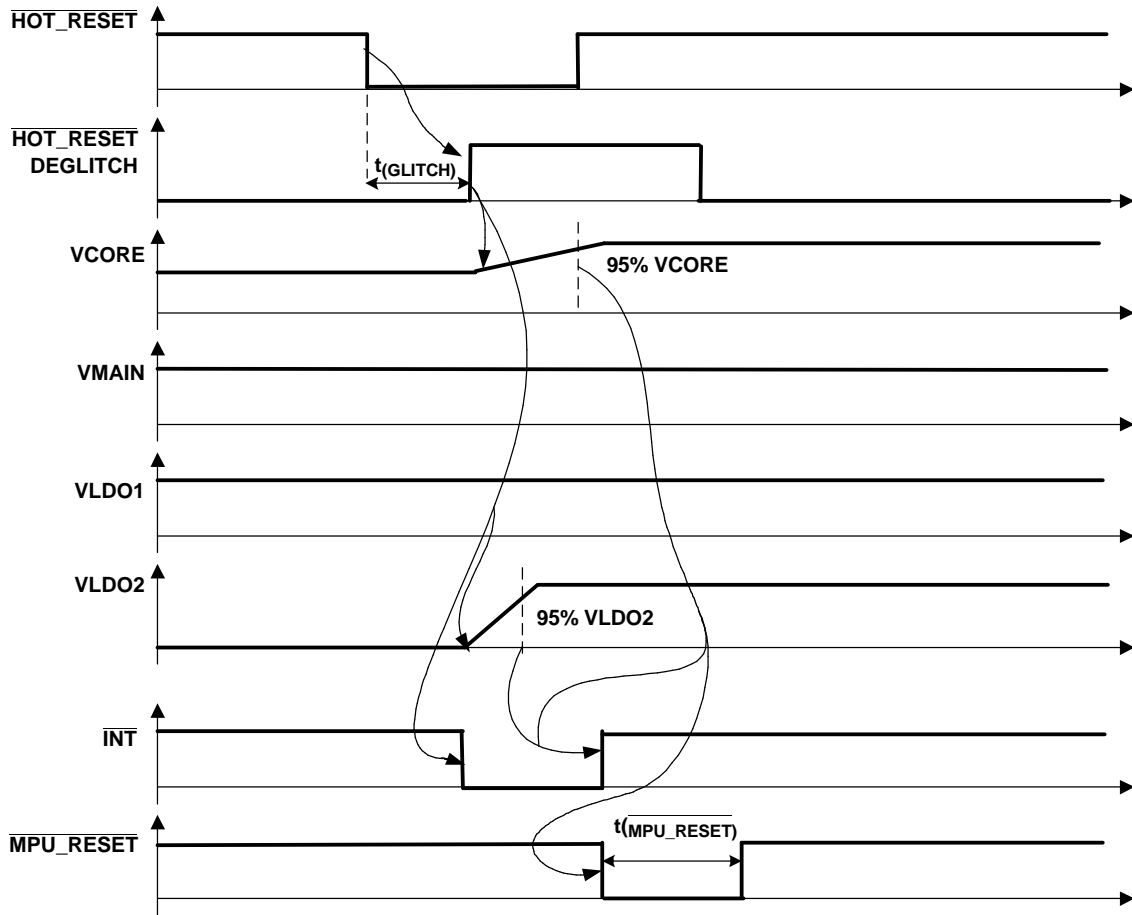 HOT_RESET
HOT_RESET
DEGLITCH
t(GLITCH)
VCORE
95% VCORE
VMAIN
VLDO1
VLDO2
95% VLDO2
INT
t(MPU_RESET)
MPU_RESET